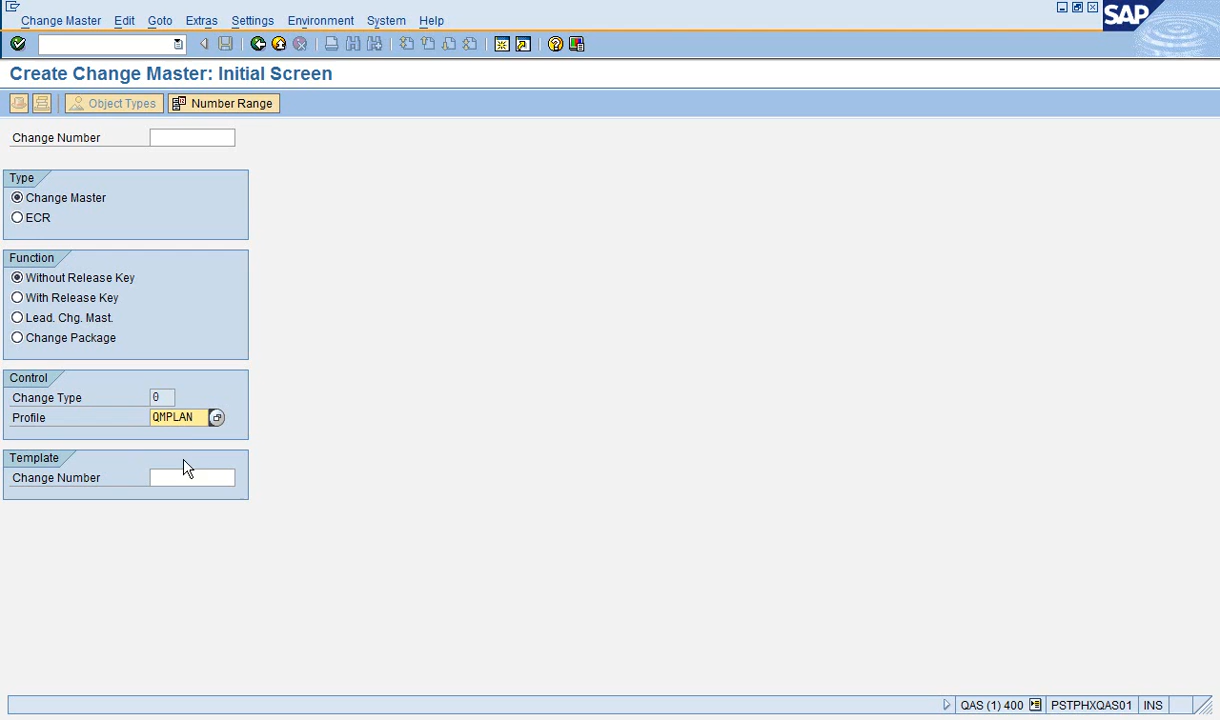 Change Master Edit Goto Extras Settings Environment System Help
SAP
Create Change Master: Initial Screen
Object Types Number Range
Change Number
Type
Change Master
ECR
Function
Without Release Key
With Release Key
Lead. Chg. Mast.
Change Package
Control
Change Type 0
Profile QMPLAN
Template
Change Number
QAS (1) 400 PSTPHXQAS01 INS